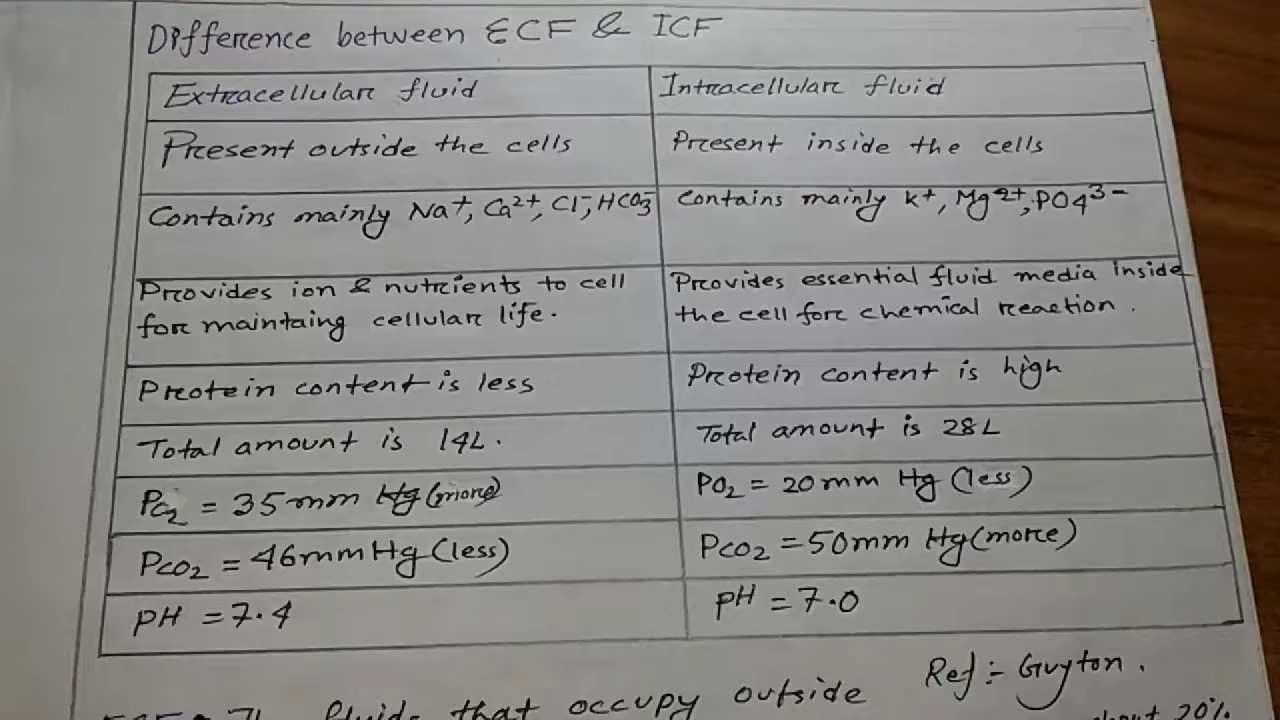 Difference between ECF & ICF
Extracellular fluid
Intracellular fluid
Present outside the cells
Present inside the cells
Contains mainly Na+, Ca2+, Cl-, HCO3-
Contains mainly K+, Mg2+, PO4 3-
Provides ion & nutrients to cell
for maintaing cellular life.
Provides essential fluid media inside
the cell for chemical reaction.
Protein content is less
Protein content is high
Total amount is 14L.
Total amount is 28L
PO2 = 35 mm Hg (more)
PO2 = 20 mm Hg (less)
PCO2 = 46 mm Hg (less)
PCO2 = 50 mm Hg (more)
PH = 7.4
PH = 7.0
Ref :- Guyton.
fluids that occupy outside
about 20%